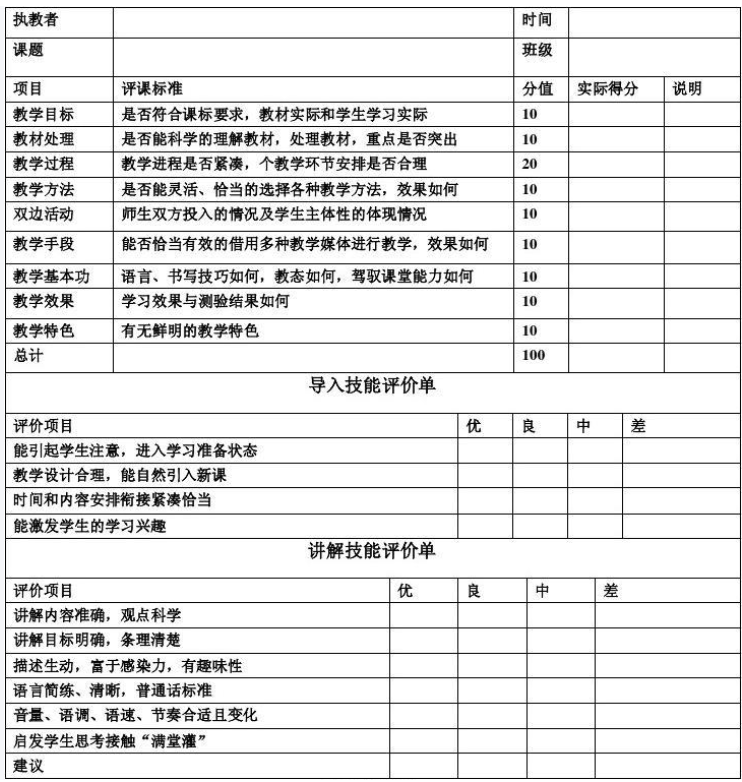 执教者 时间
课题 班级
项目 评课标准 分值 实际得分 说明
教学目标 是否符合课标要求，教材实际和学生学习实际 10
教材处理 是否能科学的理解教材，处理教材，重点是否突出 10
教学过程 教学进程是否紧凑，个教学环节安排是否合理 20
教学方法 是否能灵活、恰当的选择各种教学方法，效果如何 10
双边活动 师生双方投入的情况及学生主体性的体现情况 10
教学手段 能否恰当有效的借用多种教学媒体进行教学，效果如何 10
教学基本功 语言、书写技巧如何，教态如何，驾驭课堂能力如何 10
教学效果 学习效果与测验结果如何 10
教学特色 有无鲜明的教学特色 10
总计 100
导入技能评价单
评价项目 优 良 中 差
能引起学生注意，进入学习准备状态
教学设计合理，能自然引入新课
时间和内容安排衔接紧凑恰当
能激发学生的学习兴趣
讲解技能评价单
评价项目 优 良 中 差
讲解内容准确，观点科学
讲解目标明确，条理清楚
描述生动，富于感染力，有趣味性
语言简练、清晰，普通话标准
音量、语调、语速、节奏合适且变化
启发学生思考接触“满堂灌”
建议